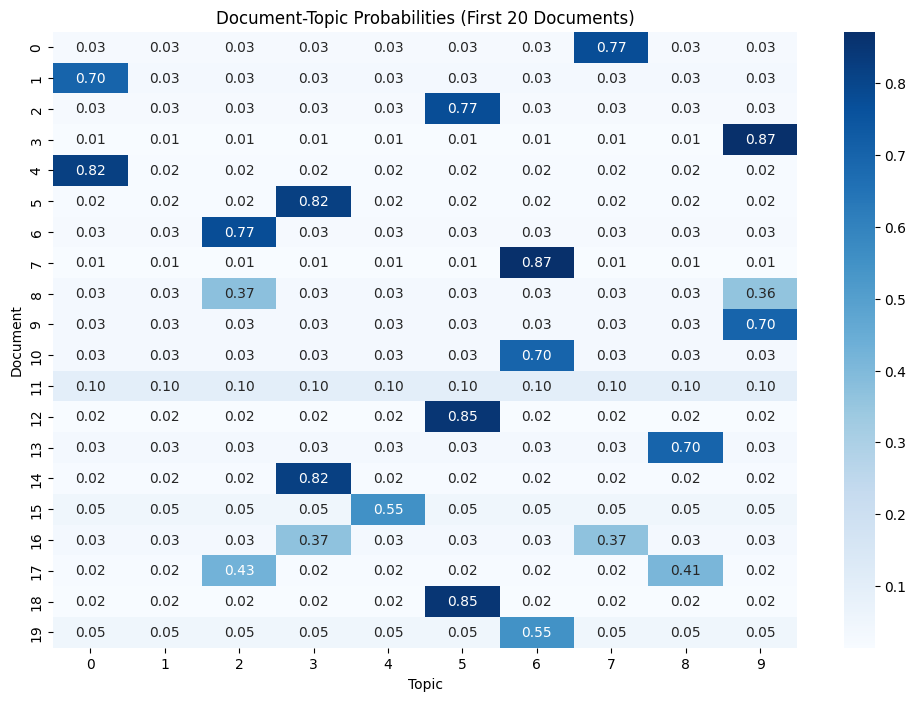 Document-Topic Probabilities (First 20 Documents)
0 0.03 0.03 0.03 0.03 0.03 0.03 0.03 0.77 0.03 0.03
1 0.70 0.03 0.03 0.03 0.03 0.03 0.03 0.03 0.03 0.03
2 0.03 0.03 0.03 0.03 0.03 0.77 0.03 0.03 0.03 0.03
3 0.01 0.01 0.01 0.01 0.01 0.01 0.01 0.01 0.01 0.87
4 0.82 0.02 0.02 0.02 0.02 0.02 0.02 0.02 0.02 0.02
5 0.02 0.02 0.02 0.82 0.02 0.02 0.02 0.02 0.02 0.02
6 0.03 0.03 0.77 0.03 0.03 0.03 0.03 0.03 0.03 0.03
7 0.01 0.01 0.01 0.01 0.01 0.01 0.87 0.01 0.01 0.01
8 0.03 0.03 0.37 0.03 0.03 0.03 0.03 0.03 0.03 0.36
9 0.03 0.03 0.03 0.03 0.03 0.03 0.03 0.03 0.03 0.70
10 0.03 0.03 0.03 0.03 0.03 0.03 0.70 0.03 0.03 0.03
11 0.10 0.10 0.10 0.10 0.10 0.10 0.10 0.10 0.10 0.10
12 0.02 0.02 0.02 0.02 0.02 0.85 0.02 0.02 0.02 0.02
13 0.03 0.03 0.03 0.03 0.03 0.03 0.03 0.03 0.70 0.03
14 0.02 0.02 0.02 0.82 0.02 0.02 0.02 0.02 0.02 0.02
15 0.05 0.05 0.05 0.05 0.55 0.05 0.05 0.05 0.05 0.05
16 0.03 0.03 0.03 0.37 0.03 0.03 0.03 0.37 0.03 0.03
17 0.02 0.02 0.43 0.02 0.02 0.02 0.02 0.02 0.41 0.02
18 0.02 0.02 0.02 0.02 0.02 0.85 0.02 0.02 0.02 0.02
19 0.05 0.05 0.05 0.05 0.05 0.05 0.55 0.05 0.05 0.05
0 1 2 3 4 5 6 7 8 9
Topic
Document
0.8
0.7
0.6
0.5
0.4
0.3
0.2
0.1